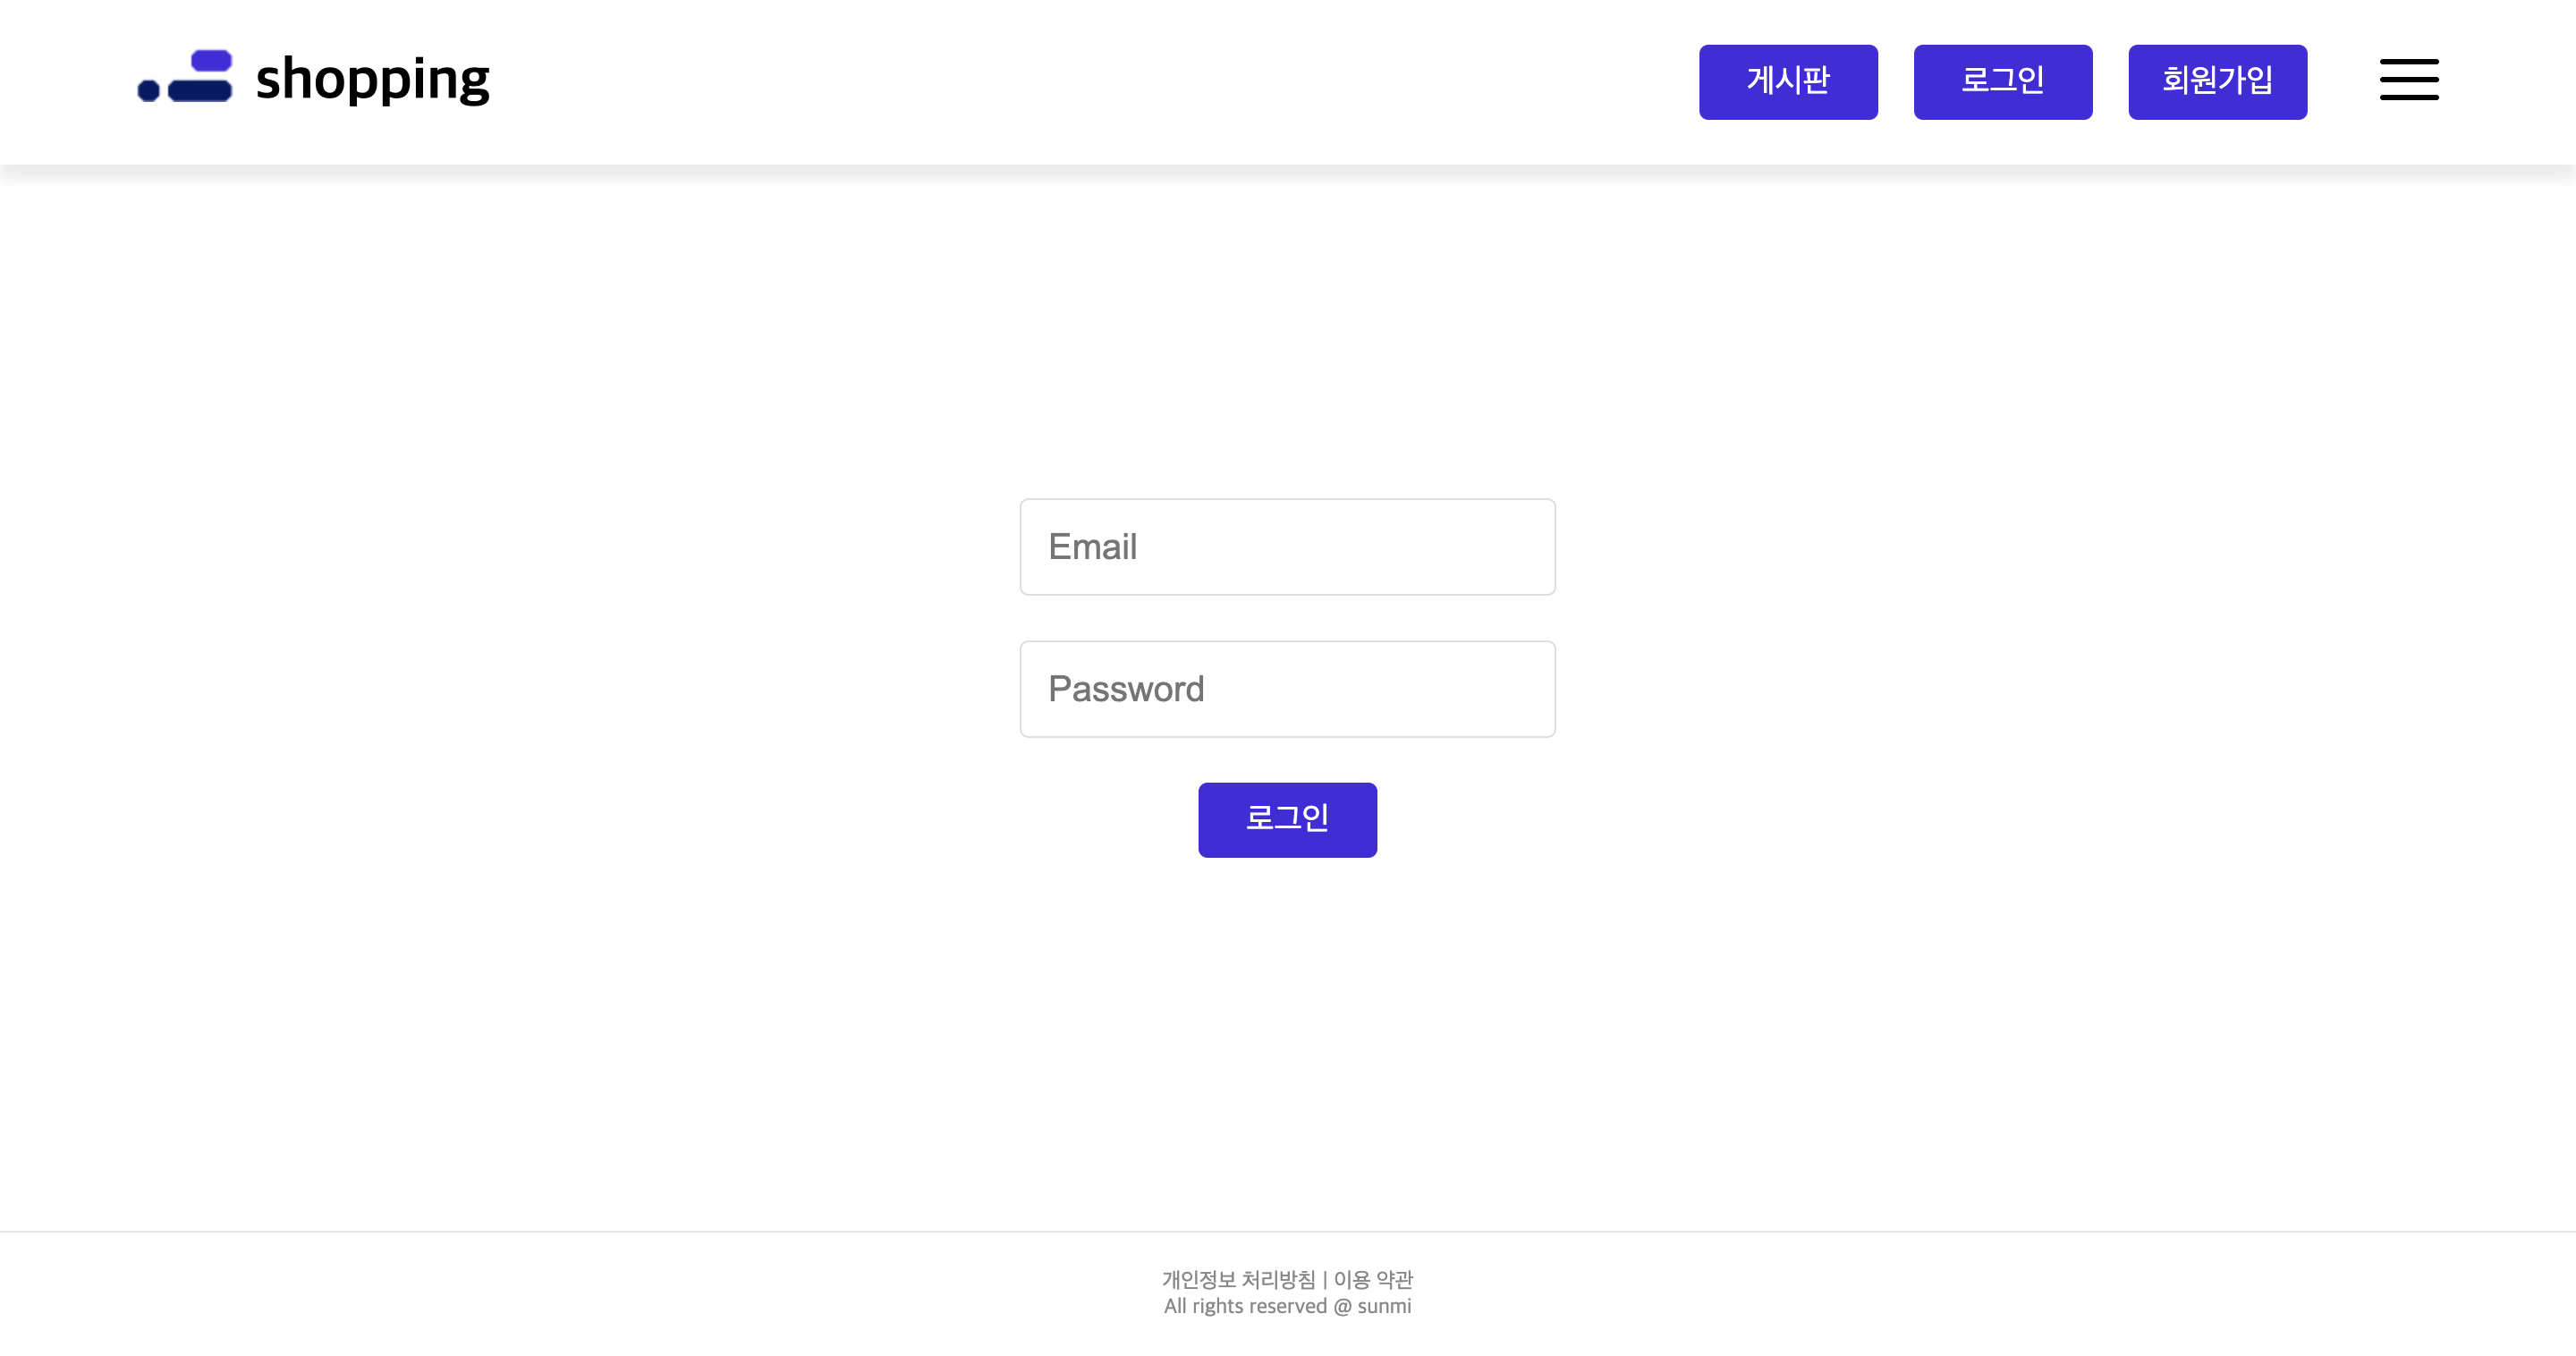 shopping
게시판
로그인
회원가입
Email
Password
로그인
개인정보 처리방침 | 이용 약관
All rights reserved @ sunmi